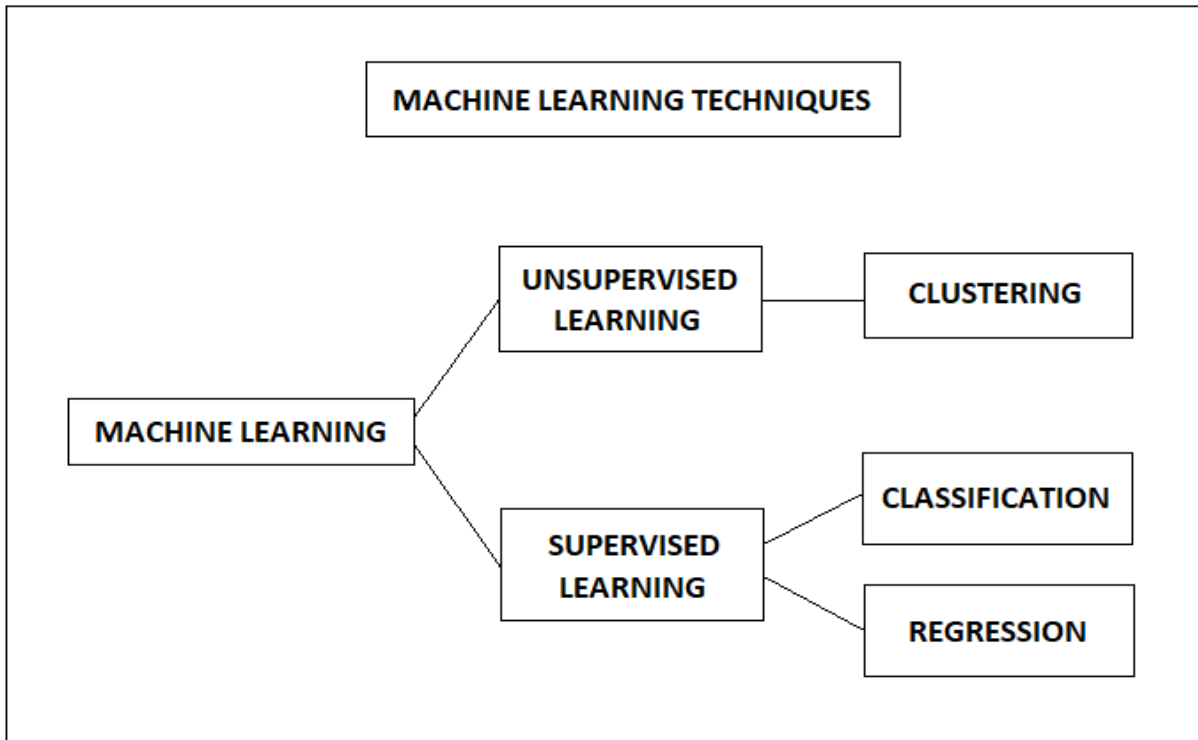 MACHINE LEARNING TECHNIQUES
UNSUPERVISED
LEARNING
CLUSTERING
MACHINE LEARNING
CLASSIFICATION
SUPERVISED
LEARNING
REGRESSION